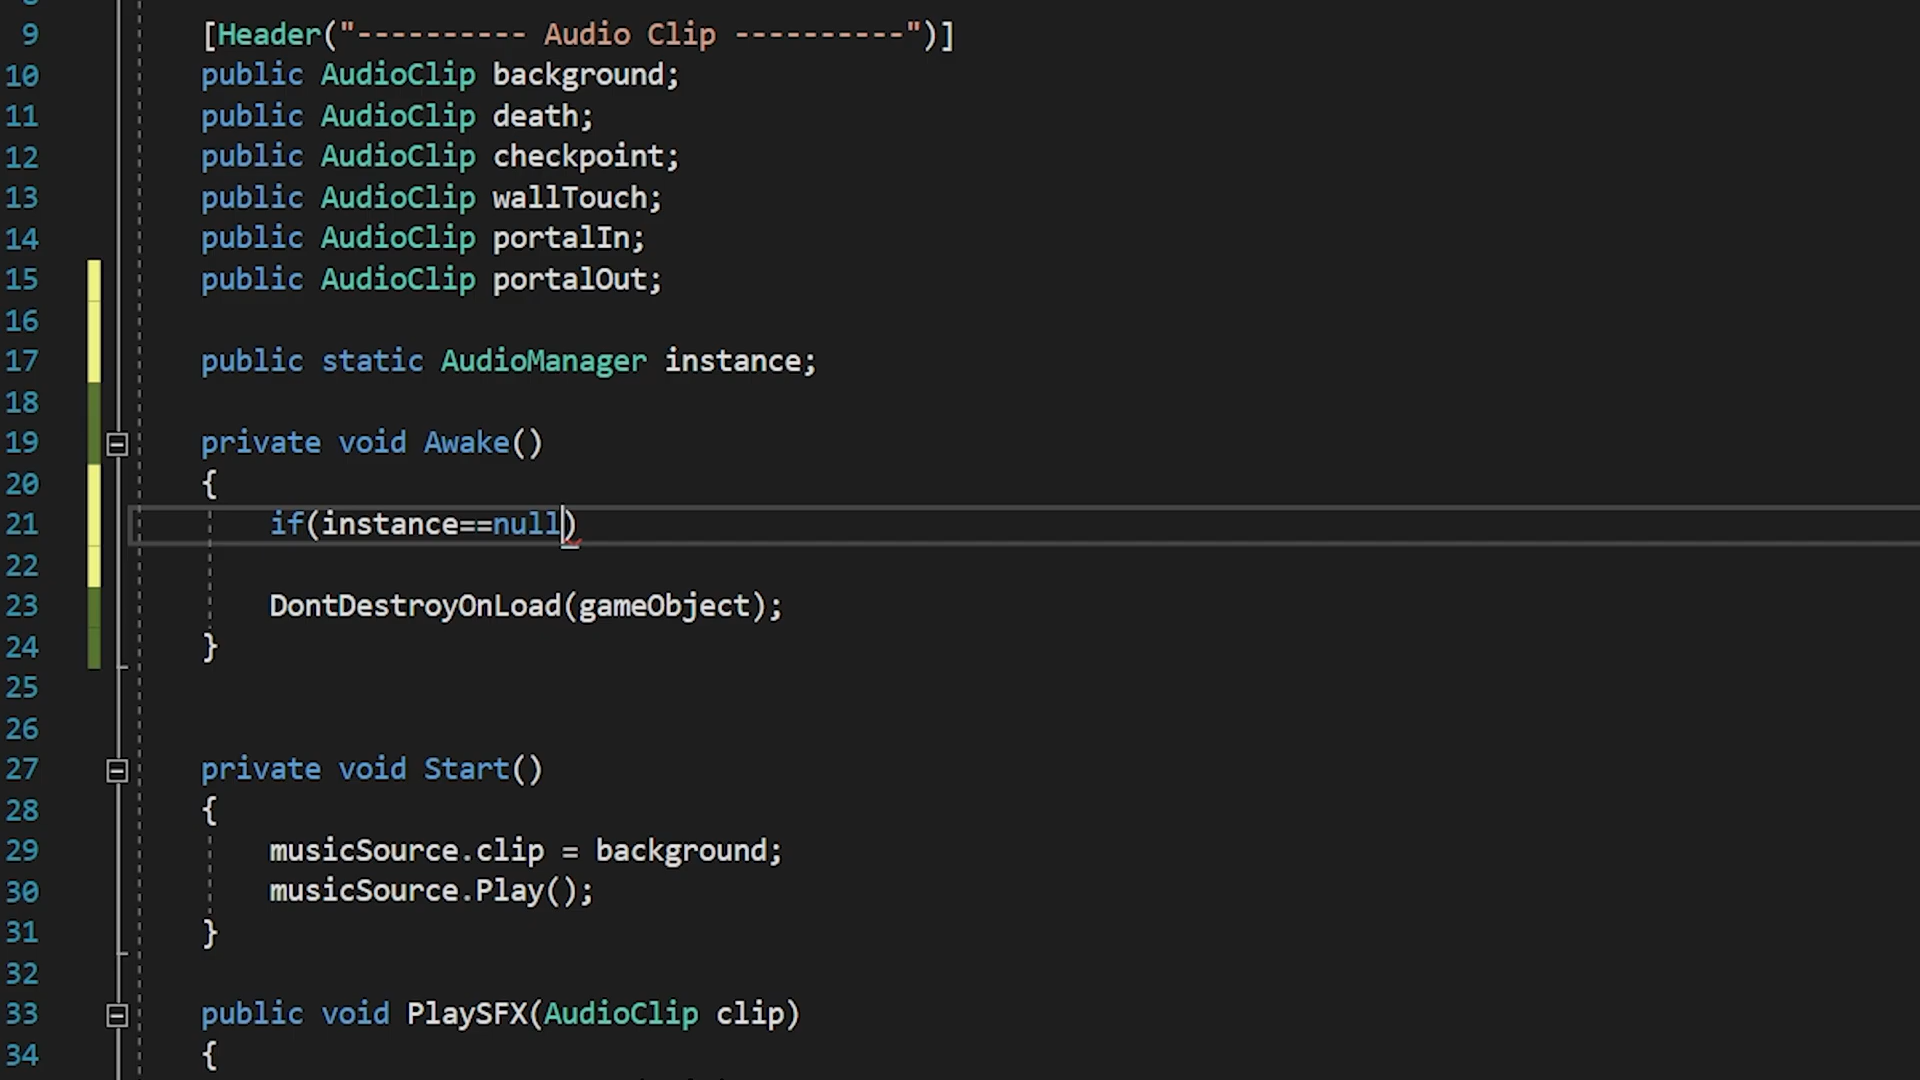 9 [Header("---------- Audio Clip ----------")]
10 public AudioClip background;
11 public AudioClip death;
12 public AudioClip checkpoint;
13 public AudioClip wallTouch;
14 public AudioClip portalIn;
15 public AudioClip portalOut;
16
17 public static AudioManager instance;
18
19 private void Awake()
20 {
21 if(instance==null)
22
23 DontDestroyOnLoad(gameObject);
24 }
25
26
27 private void Start()
28 {
29 musicSource.clip = background;
30 musicSource.Play();
31 }
32
33 public void PlaySFX(AudioClip clip)
34 {